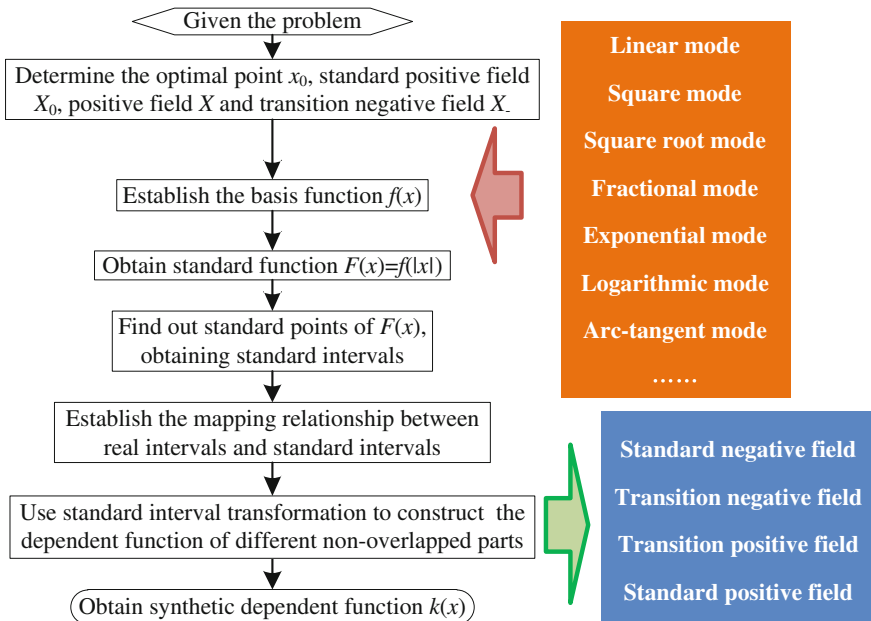 Given the problem
Determine the optimal point x₀, standard positive field
X₀, positive field X and transition negative field X₋
Establish the basis function f(x)
Obtain standard function F(x)=f(|x|)
Find out standard points of F(x),
obtaining standard intervals
Establish the mapping relationship between
real intervals and standard intervals
Use standard interval transformation to construct the
dependent function of different non-overlapped parts
Obtain synthetic dependent function k(x)
Linear mode
Square mode
Square root mode
Fractional mode
Exponential mode
Logarithmic mode
Arc-tangent mode
……
Standard negative field
Transition negative field
Transition positive field
Standard positive field